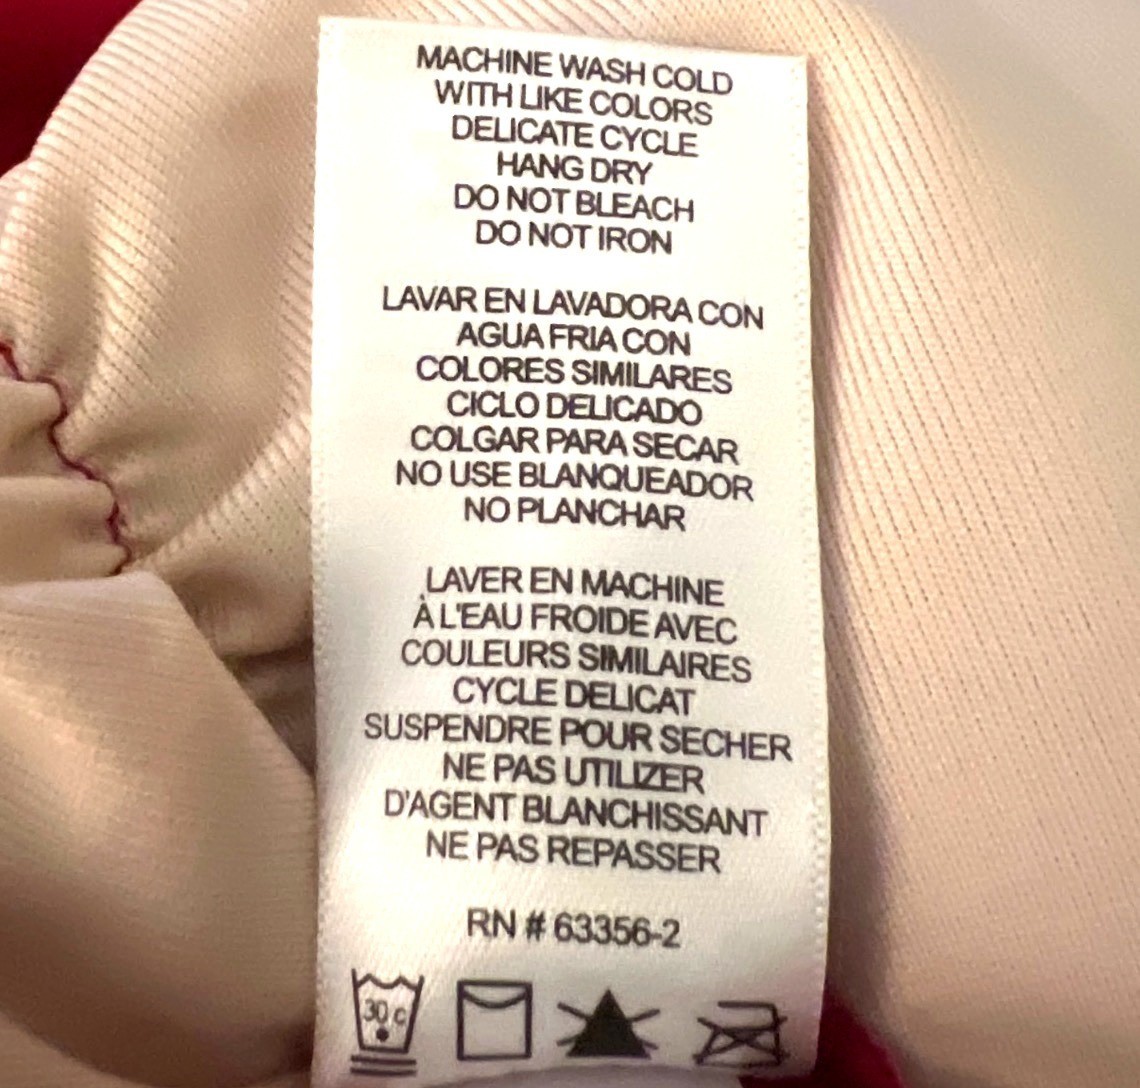 MACHINE WASH COLD
WITH LIKE COLORS
DELICATE CYCLE
HANG DRY
DO NOT BLEACH
DO NOT IRON
LAVAR EN LAVADORA CON
AGUA FRIA CON
COLORES SIMILARES
CICLO DELICADO
COLGAR PARA SECAR
NO USE BLANQUEADOR
NO PLANCHAR
LAVER EN MACHINE
À L'EAU FROIDE AVEC
COULEURS SIMILAIRES
CYCLE DELICAT
SUSPENDRE POUR SECHER
NE PAS UTILIZER
D'AGENT BLANCHISSANT
NE PAS REPASSER
RN # 63356-2
30 c